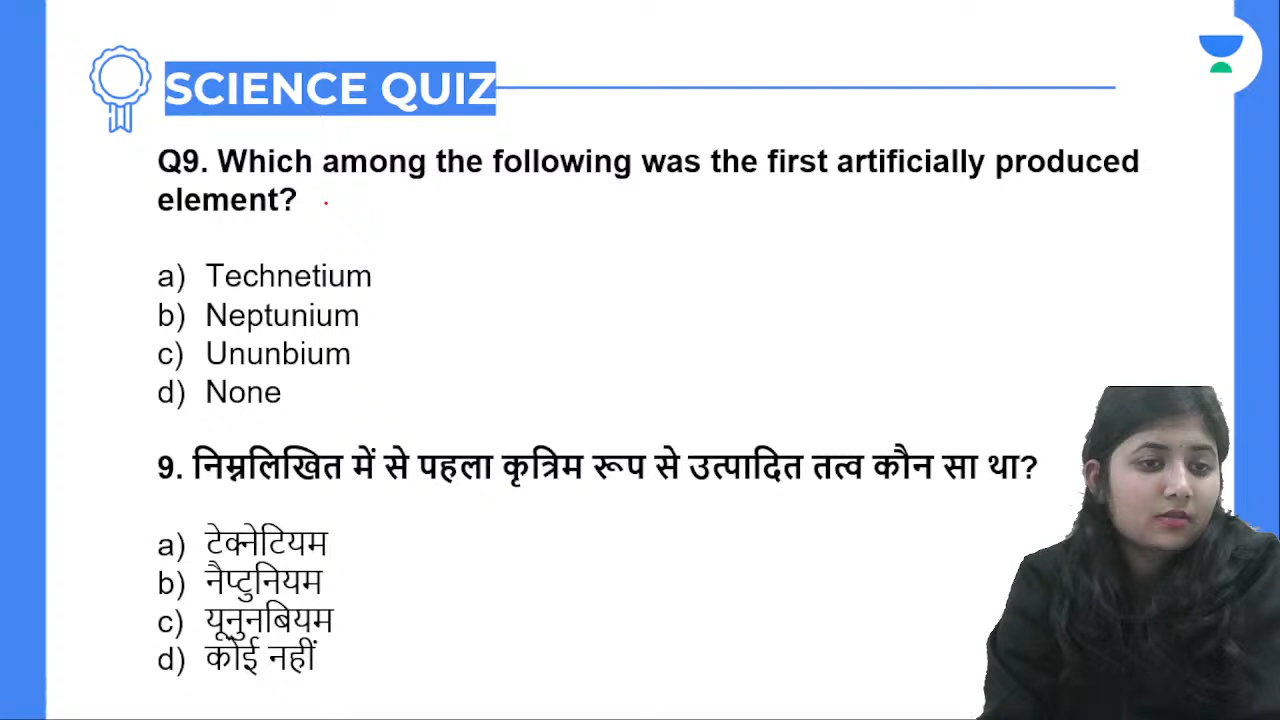 SCIENCE QUIZ
Q9. Which among the following was the first artificially produced
element?
a) Technetium
b) Neptunium
c) Ununbium
d) None
9. निम्नलिखित में से पहला कृत्रिम रूप से उत्पादित तत्व कौन सा था?
a) टेक्नेटियम
b) नैप्टुनियम
c) यूनुनबियम
d) कोई नहीं